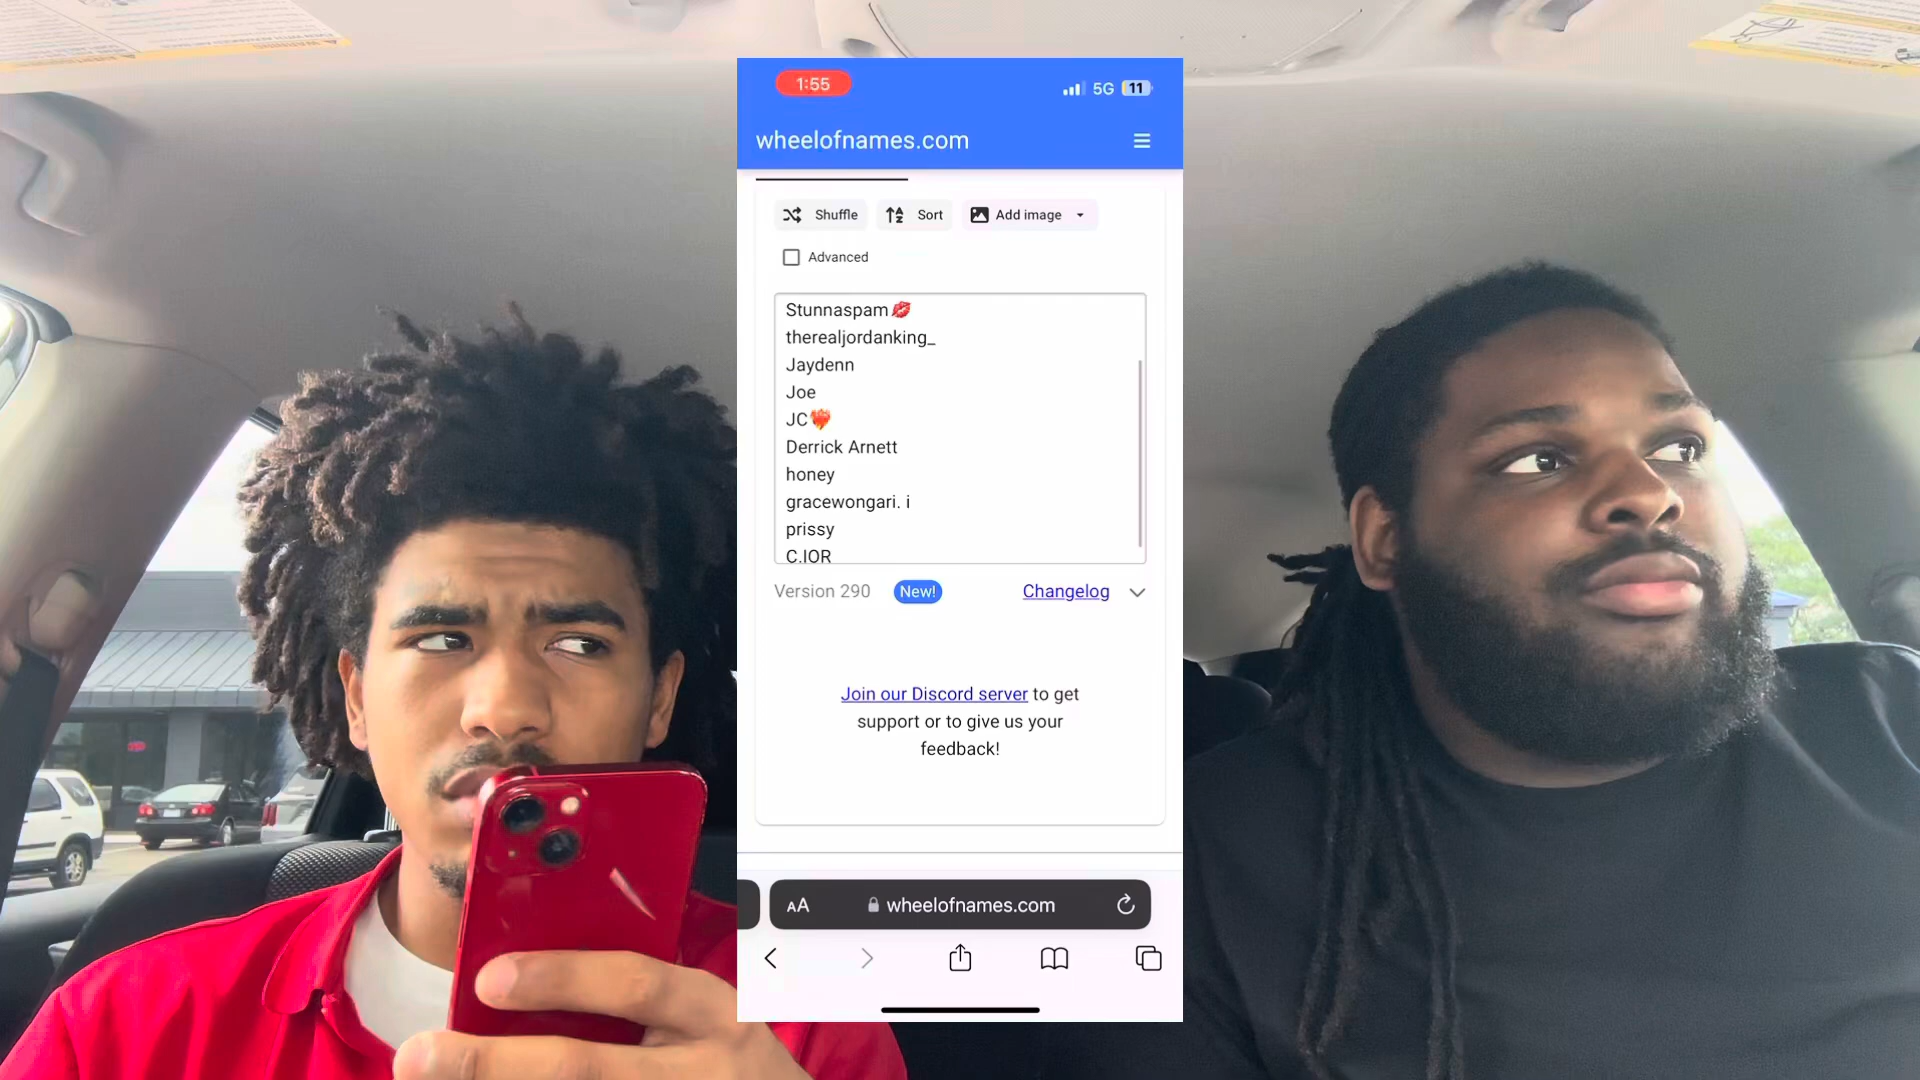 1:55
5G
11
wheelofnames.com
Shuffle
Sort
Add image
Advanced
Stunnaspam💋
therealjordanking_
Jaydenn
Joe
JC❤️‍🔥
Derrick Arnett
honey
gracewongari. i
prissy
C.IOR
Version 290
New!
Changelog
Join our Discord server to get
support or to give us your
feedback!
AA
wheelofnames.com